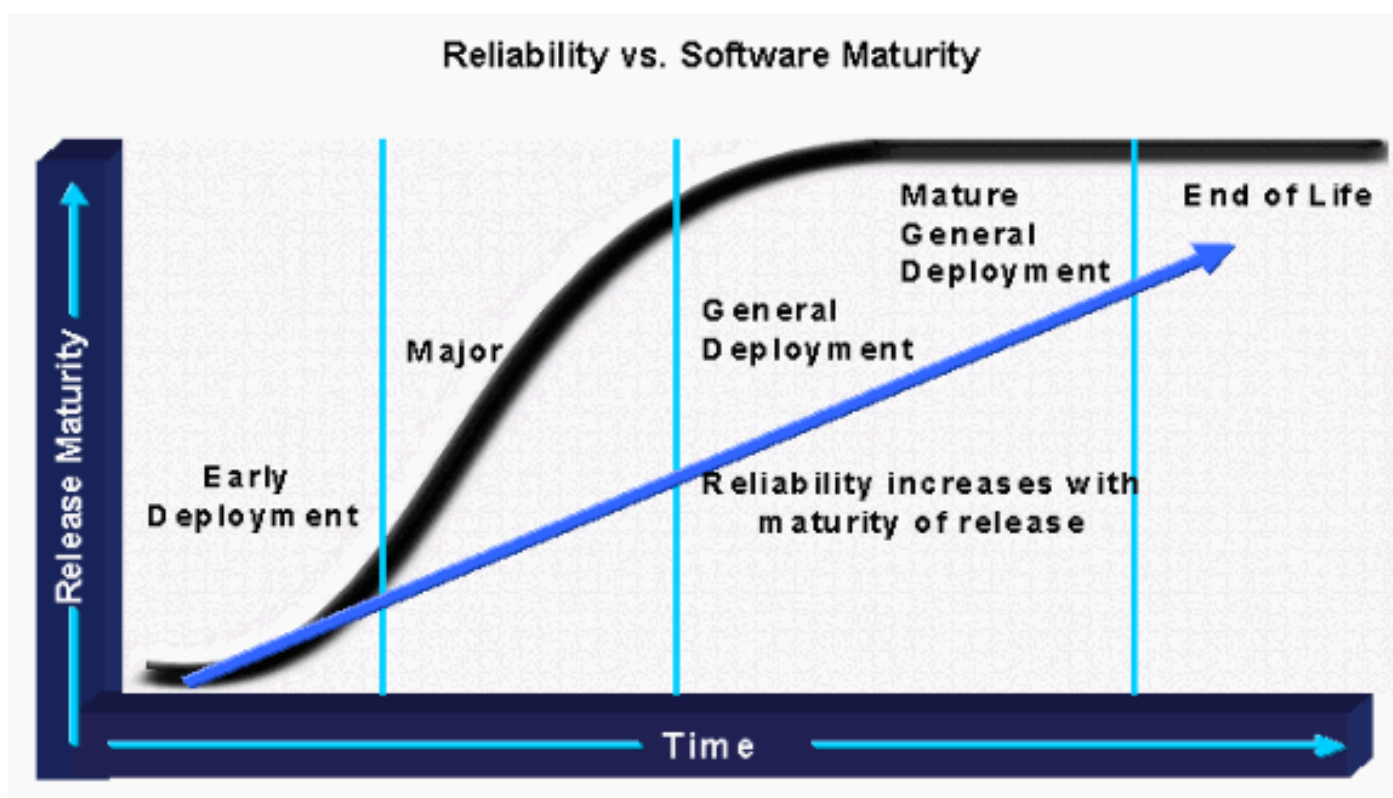 Reliability vs. Software Maturity
Release Maturity
Early
Deployment
Major
General
Deployment
Mature
General
Deployment
End of Life
Reliability increases with
maturity of release
Time